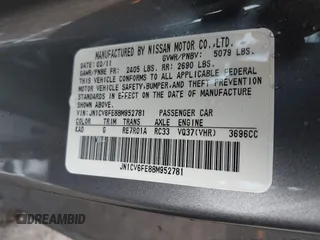 MANUFACTURED BY NISSAN MOTOR CO.,LTD.
DATE: 02/11 GVWR/PNBV: 5079 LBS.
GAWR/PNBE FR: 2405 LBS. RR: 2690 LBS.
THIS VEHICLE CONFORMS TO ALL APPLICABLE FEDERAL
MOTOR VEHICLE SAFETY,BUMPER,AND THEFT PREVENTION
STANDARDS IN EFFECT ON THE DATE OF MANUFACTURE
SHOWN ABOVE.
VIN: JN1CV6FE8BM952781 PASSENGER CAR
COLOR TRIM TRANS AXLE ENGINE
KAD G RE7R01A RC33 VQ37(VHR) 3696CC
JN1CV6FE8BM952781
DREAMBID